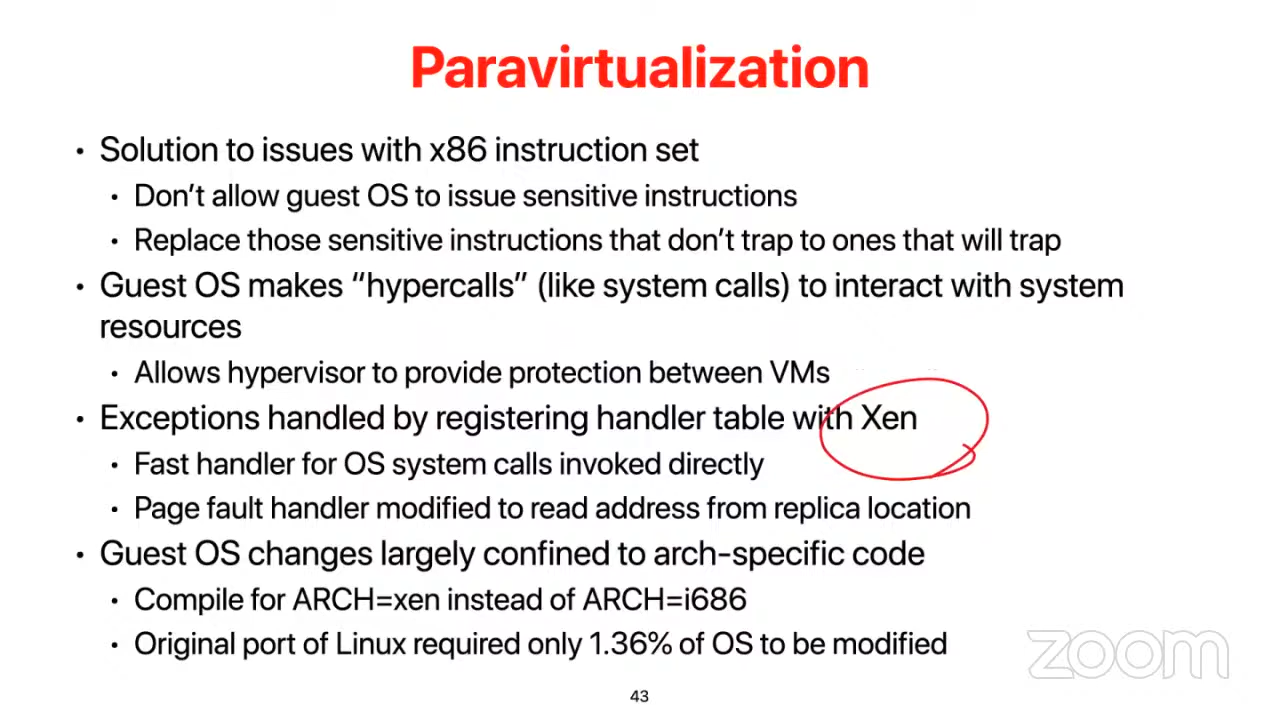 Paravirtualization
• Solution to issues with x86 instruction set
• Don’t allow guest OS to issue sensitive instructions
• Replace those sensitive instructions that don’t trap to ones that will trap
• Guest OS makes “hypercalls” (like system calls) to interact with system
resources
• Allows hypervisor to provide protection between VMs
• Exceptions handled by registering handler table with Xen
• Fast handler for OS system calls invoked directly
• Page fault handler modified to read address from replica location
• Guest OS changes largely confined to arch-specific code
• Compile for ARCH=xen instead of ARCH=i686
• Original port of Linux required only 1.36% of OS to be modified
zoom
43